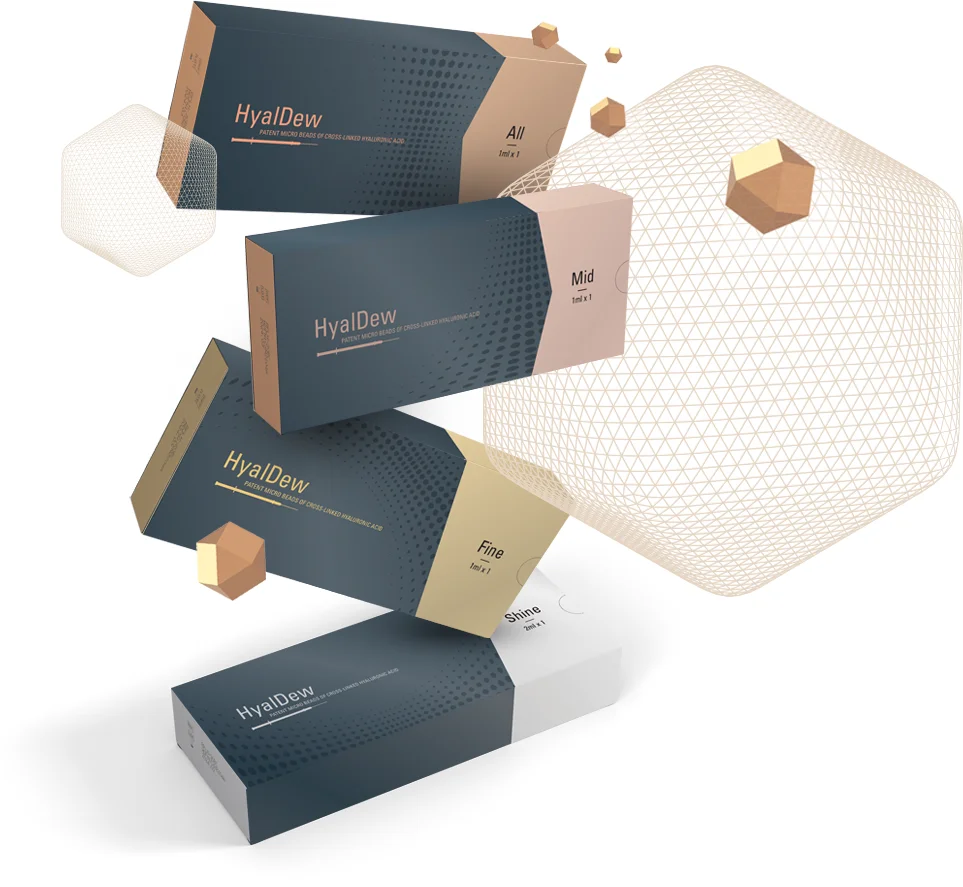 HyalDew
PATENT MICRO BEADS OF CROSS-LINKED HYALURONIC ACID
All
1ml x 1
HyalDew
PATENT MICRO BEADS OF CROSS-LINKED HYALURONIC ACID
Mid
1ml x 1
HyalDew
PATENT MICRO BEADS OF CROSS-LINKED HYALURONIC ACID
Fine
1ml x 1
Shine
2ml x 1
HyalDew
PATENT MICRO BEADS OF CROSS-LINKED HYALURONIC ACID